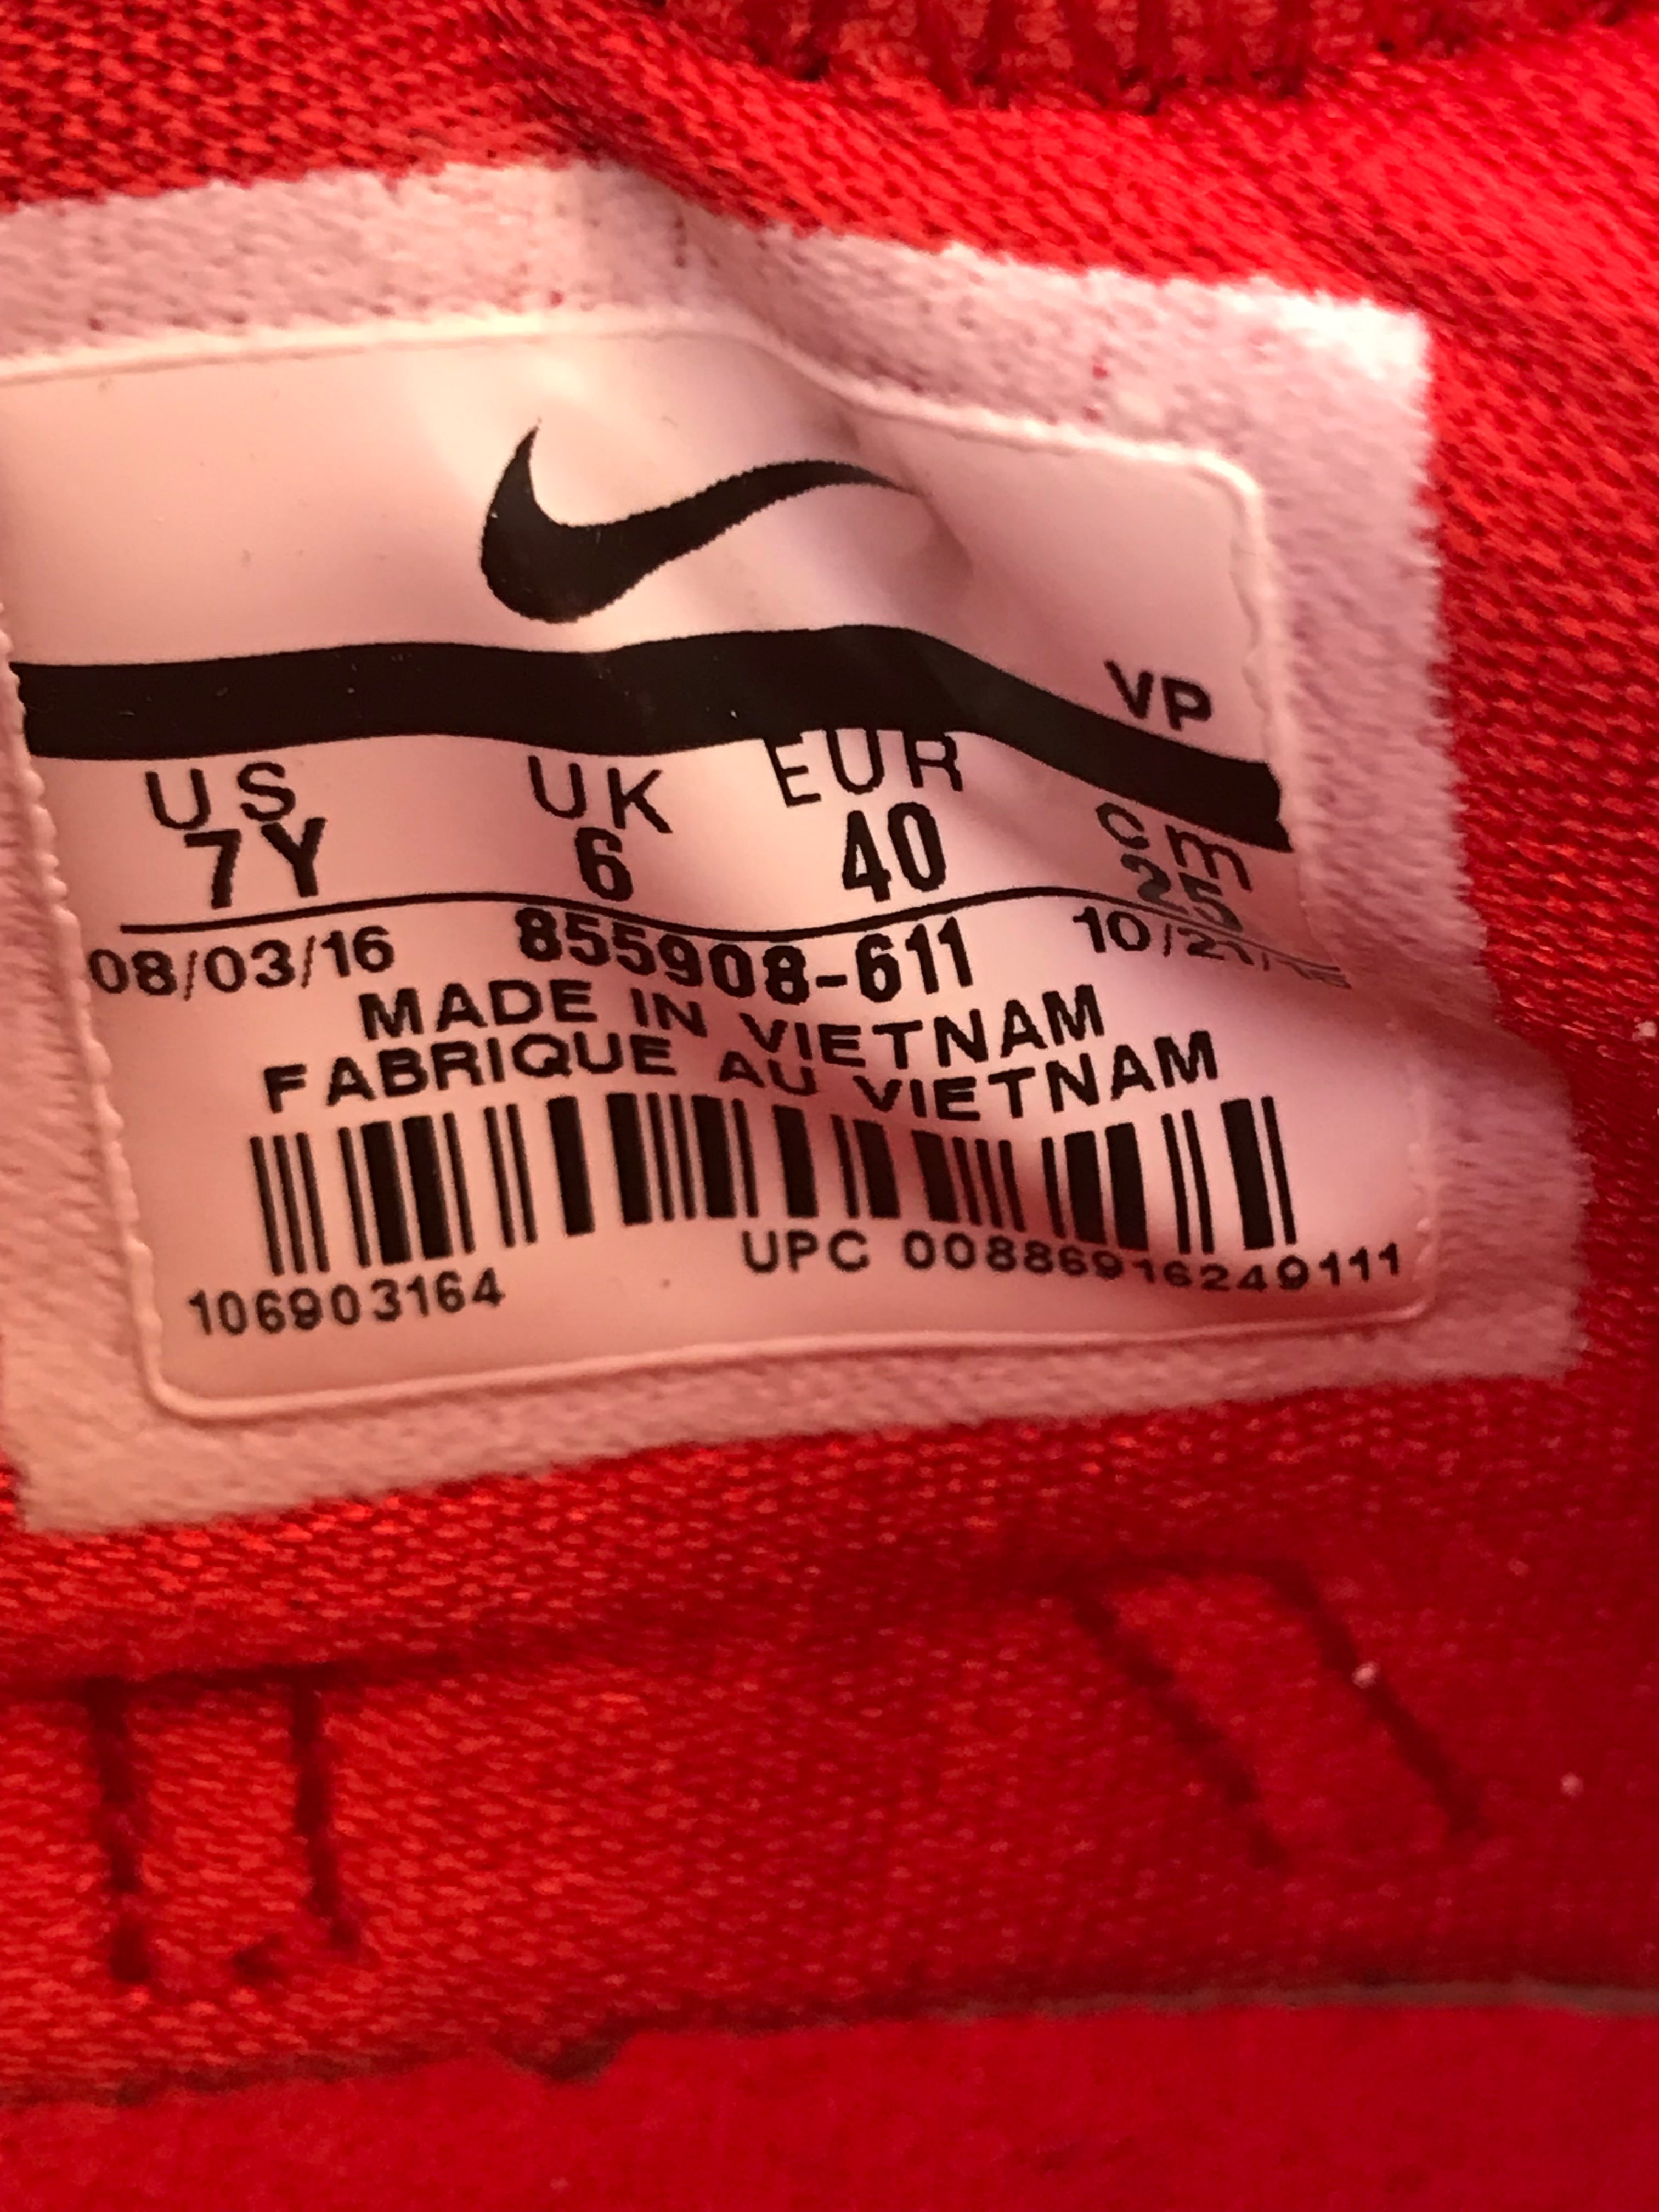 VP
US UK EUR cm
7Y 6 40 25
08/03/16 855908-611
MADE IN VIETNAM
FABRIQUE AU VIETNAM
UPC 00886916249111
106903164